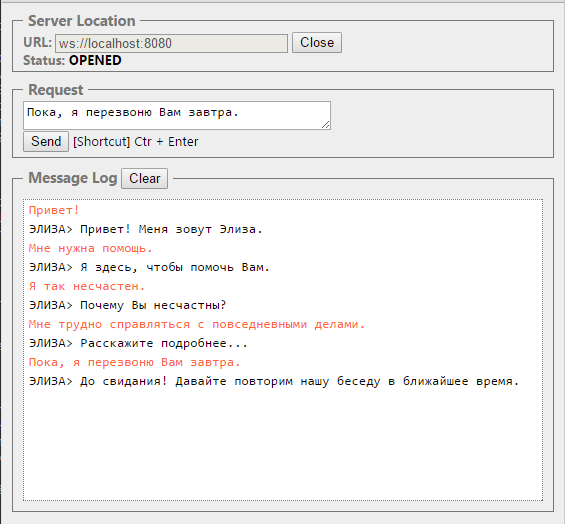 Server Location
URL: ws://localhost:8080 Close
Status: OPENED
Request
Пока, я перезвоню Вам завтра.
Send [Shortcut] Ctr + Enter
Message Log Clear
Привет!
ЭЛИЗА> Привет! Меня зовут Элиза.
Мне нужна помощь.
ЭЛИЗА> Я здесь, чтобы помочь Вам.
Я так несчастен.
ЭЛИЗА> Почему Вы несчастны?
Мне трудно справляться с повседневными делами.
ЭЛИЗА> Расскажите подробнее...
Пока, я перезвоню Вам завтра.
ЭЛИЗА> До свидания! Давайте повторим нашу беседу в ближайшее время.